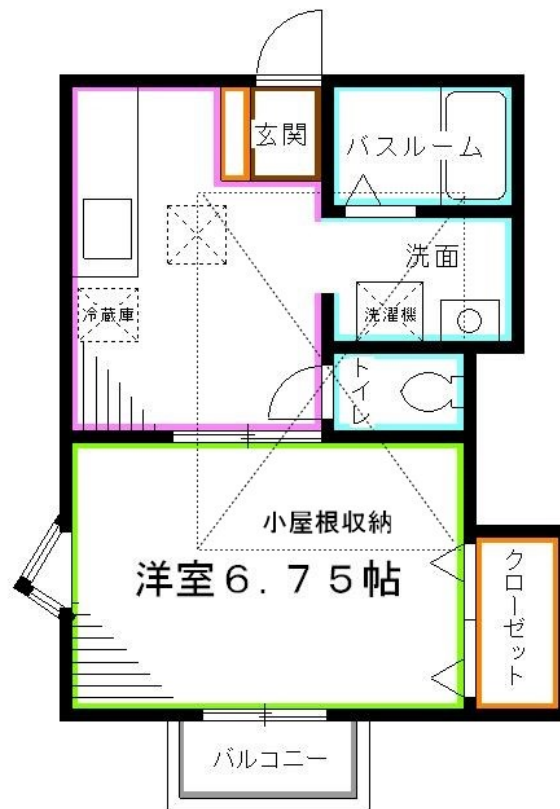 玄関
バスルーム
洗面
冷蔵庫
洗濯機
トイレ
小屋根収納
洋室６.７５帖
クローゼット
バルコニー